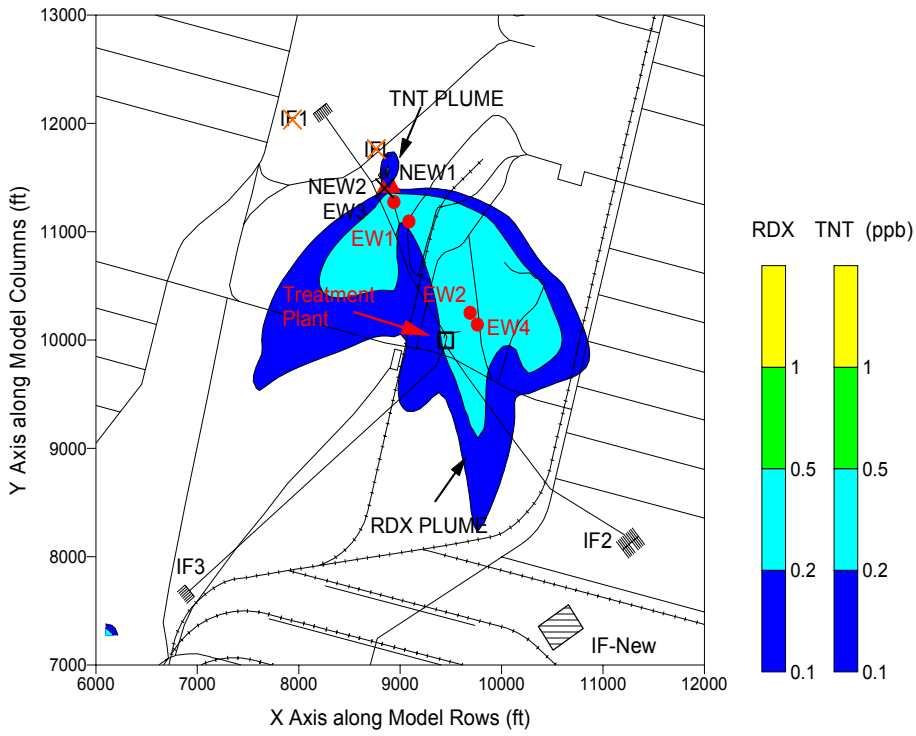 13000
12000
11000
10000
9000
8000
7000
6000
7000
8000
9000
10000
11000
12000
Y Axis along Model Columns (ft)
X Axis along Model Rows (ft)
TNT PLUME
IF1
NEW1
NEW2
EW3
EW1
Treatment
Plant
EW2
EW4
RDX PLUME
IF2
IF3
IF-New
RDX TNT (ppb)
1 1
0.5 0.5
0.2 0.2
0.1 0.1